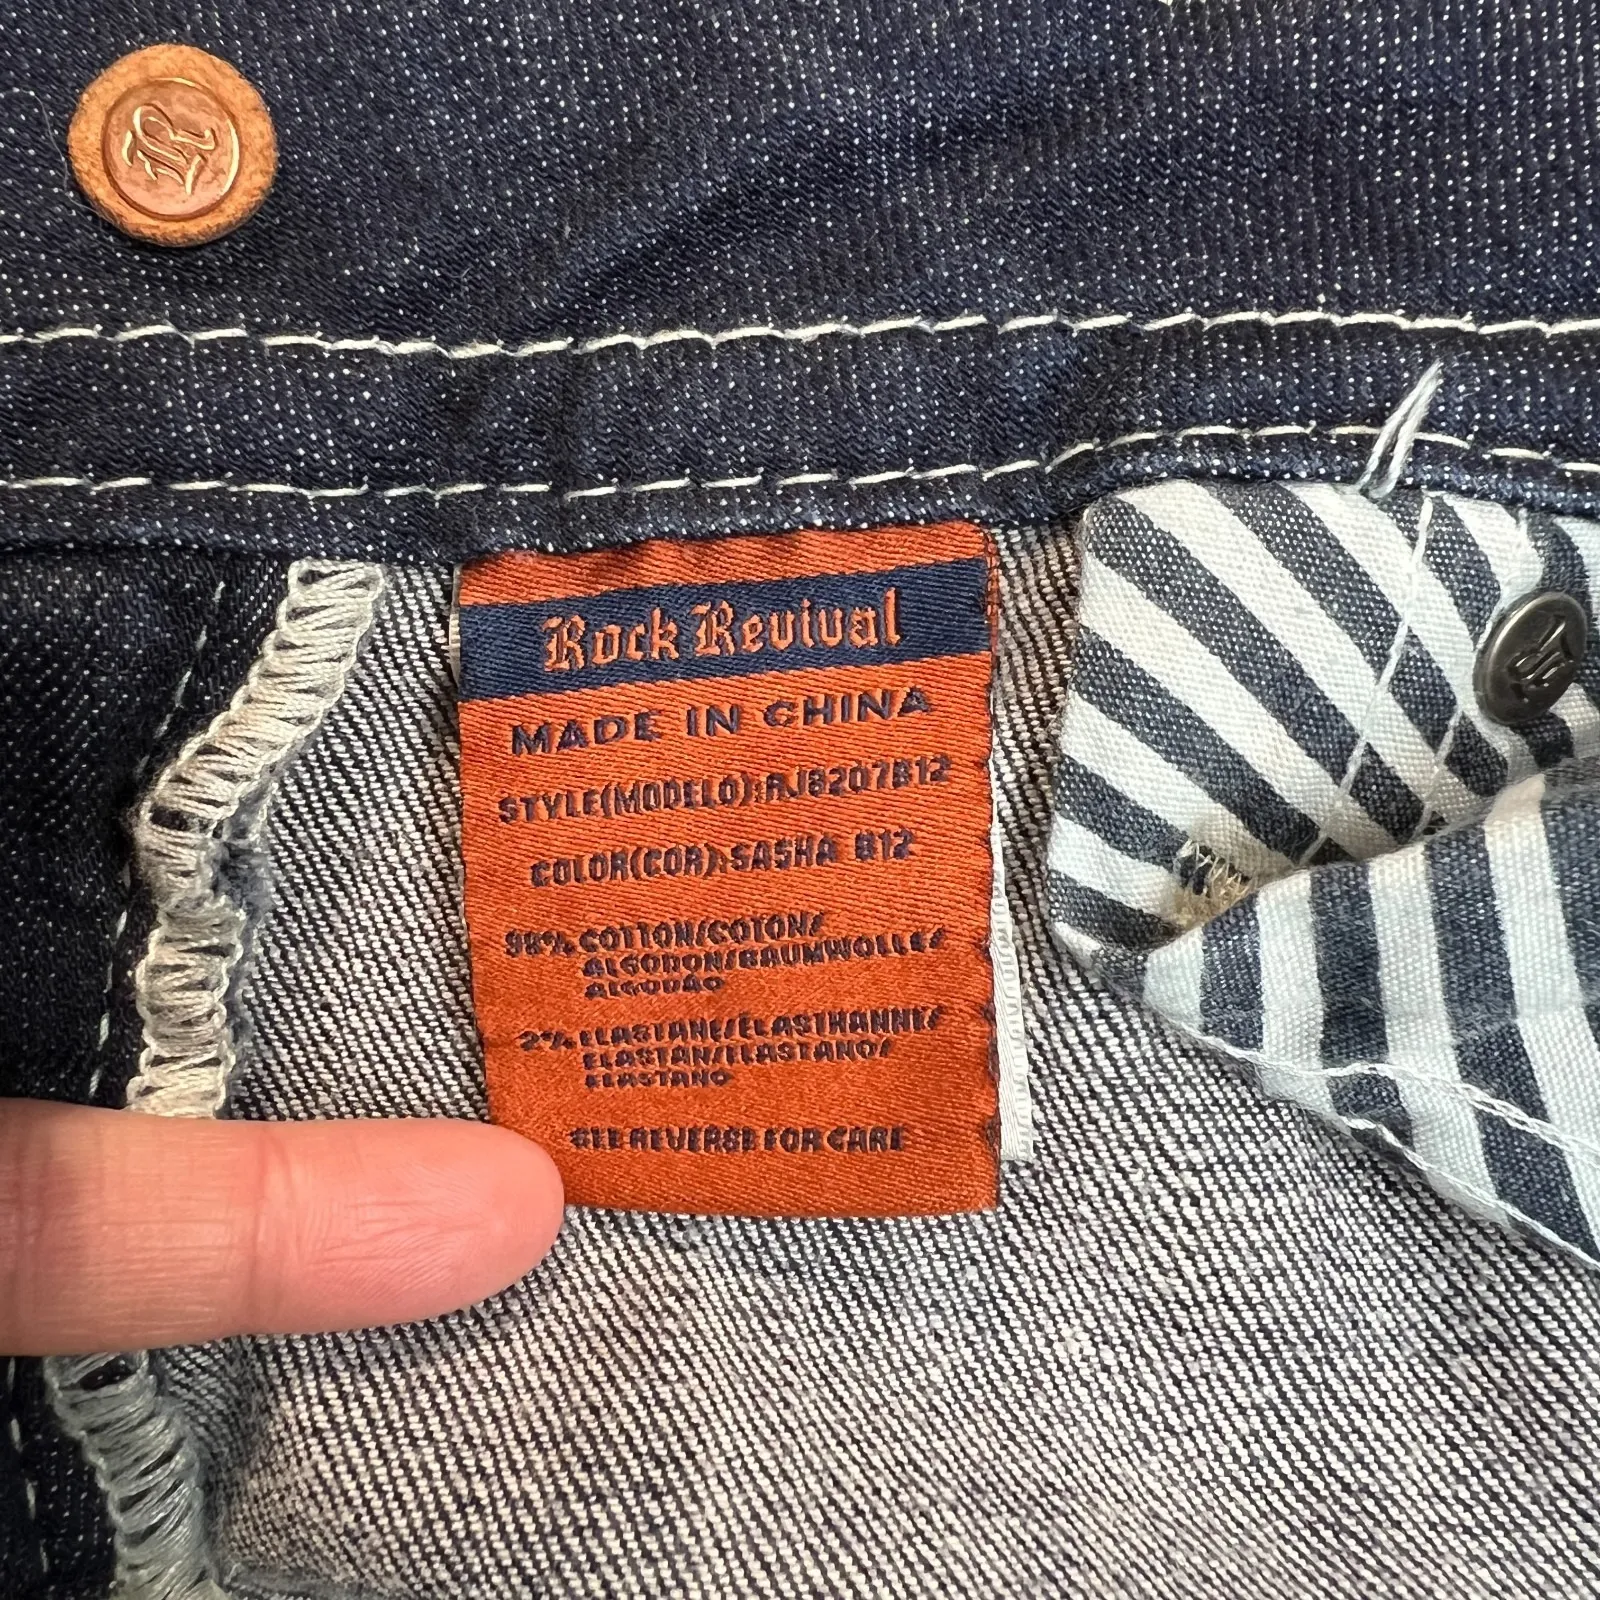 R
Rock Revival
MADE IN CHINA
STYLE(MODELO):RJ8207B12
COLOR(COR):SASHA B12
98% COTTON/COTON/
ALGODON/BAUMWOLLE/
ALGODAO
2% ELASTANE/ELASTHANNE/
ELASTAN/ELASTANO/
ELASTANO
SEE REVERSE FOR CARE